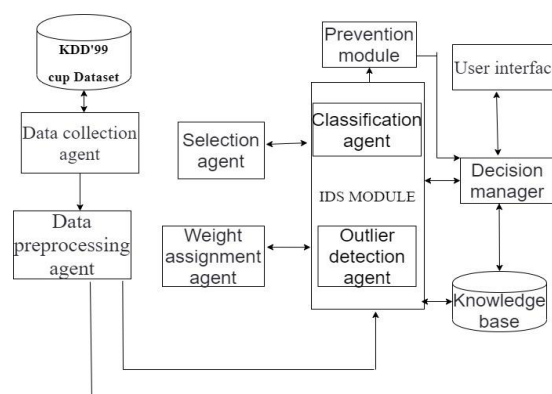 KDD'99
cup Dataset
Data collection
agent
Data
preprocessing
agent
Selection
agent
Weight
assignment
agent
Prevention
module
Classification
agent
IDS MODULE
Outlier
detection
agent
User interfac
Decision
manager
Knowledge
base